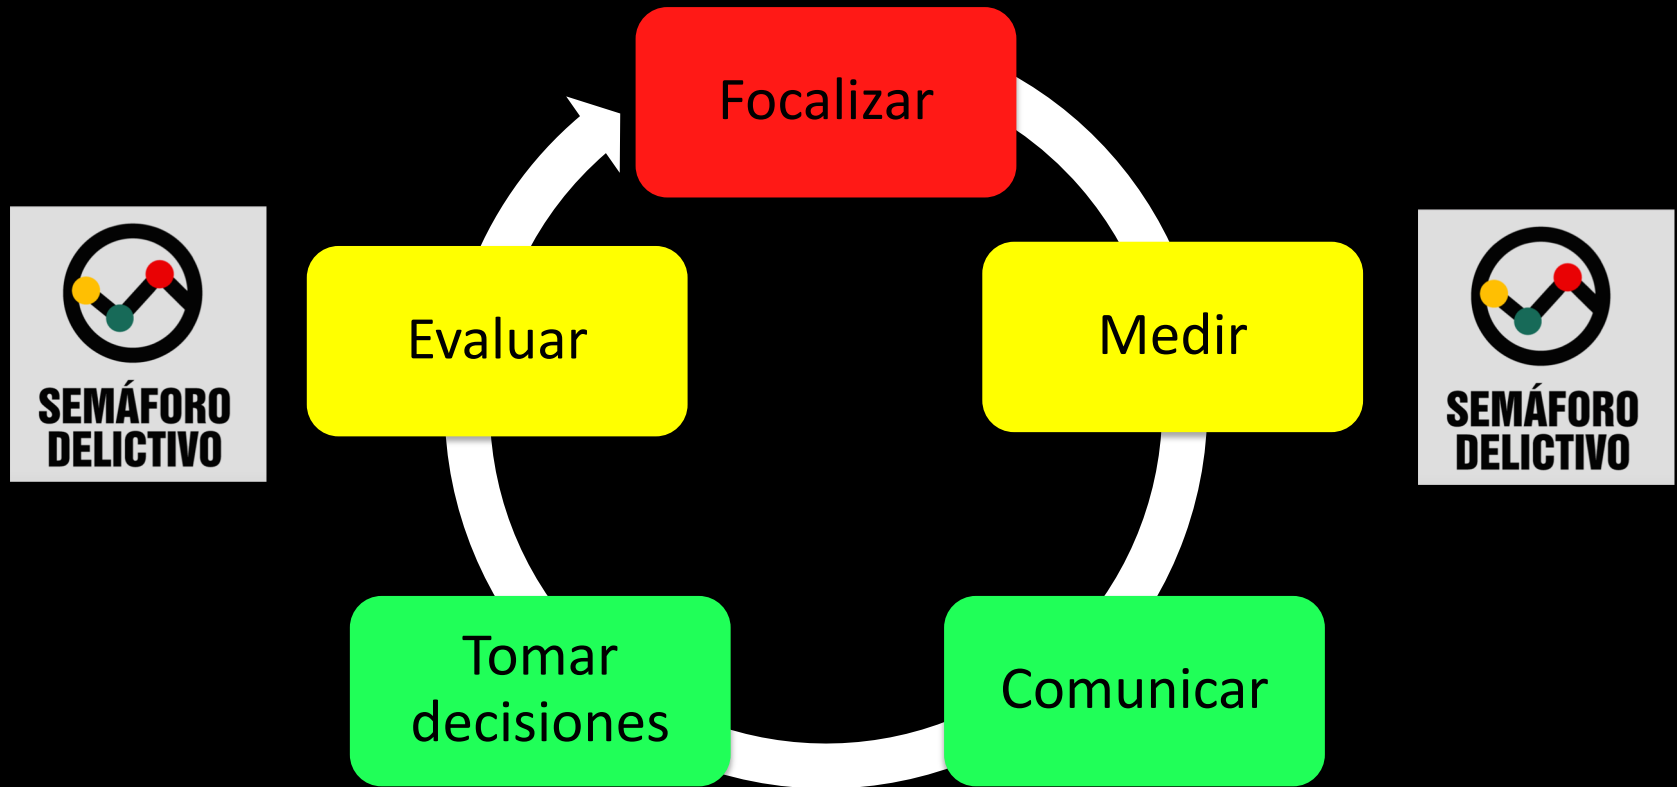 Focalizar
Medir
Comunicar
Tomar
decisiones
Evaluar
SEMÁFORO
DELICTIVO
SEMÁFORO
DELICTIVO